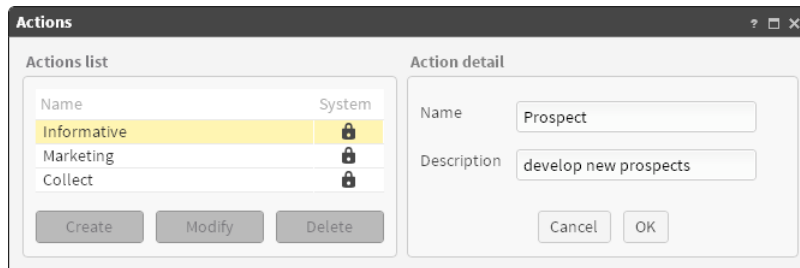 Actions
?
Actions list
Name System
Informative
Marketing
Collect
Create Modify Delete
Action detail
Name Prospect
Description develop new prospects
Cancel OK